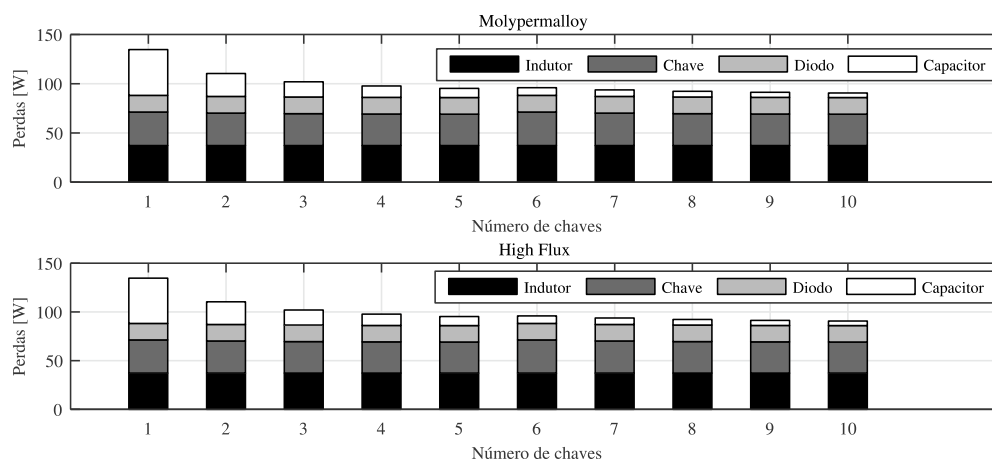 Molypermalloy
150
100
50
0
Perdas [W]
Indutor Chave Diodo Capacitor
1 2 3 4 5 6 7 8 9 10
Número de chaves
High Flux
150
100
50
0
Perdas [W]
Indutor Chave Diodo Capacitor
1 2 3 4 5 6 7 8 9 10
Número de chaves